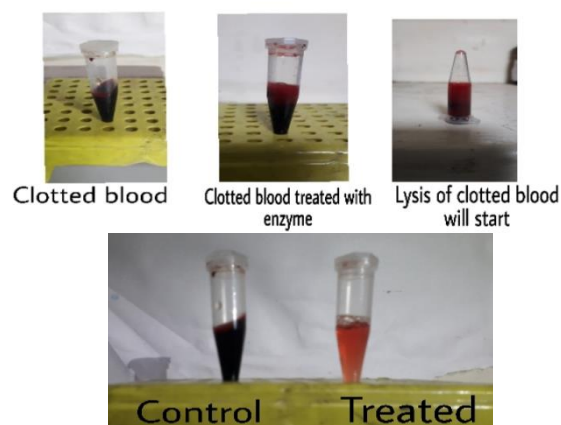 Clotted blood
Clotted blood treated with
enzyme
Lysis of clotted blood
will start
Control
Treated